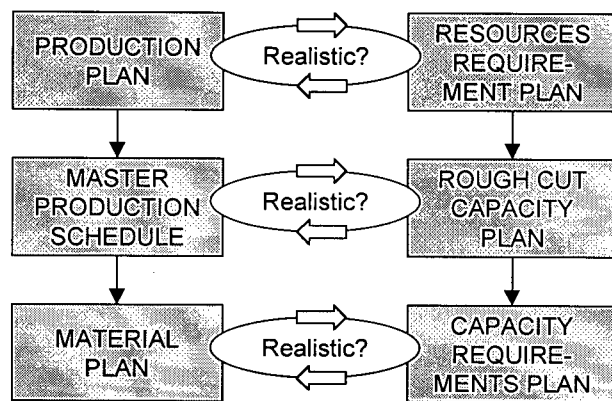 PRODUCTION
PLAN
Realistic?
RESOURCES
REQUIRE-
MENT PLAN
MASTER
PRODUCTION
SCHEDULE
Realistic?
ROUGH CUT
CAPACITY
PLAN
MATERIAL
PLAN
Realistic?
CAPACITY
REQUIRE-
MENTS PLAN